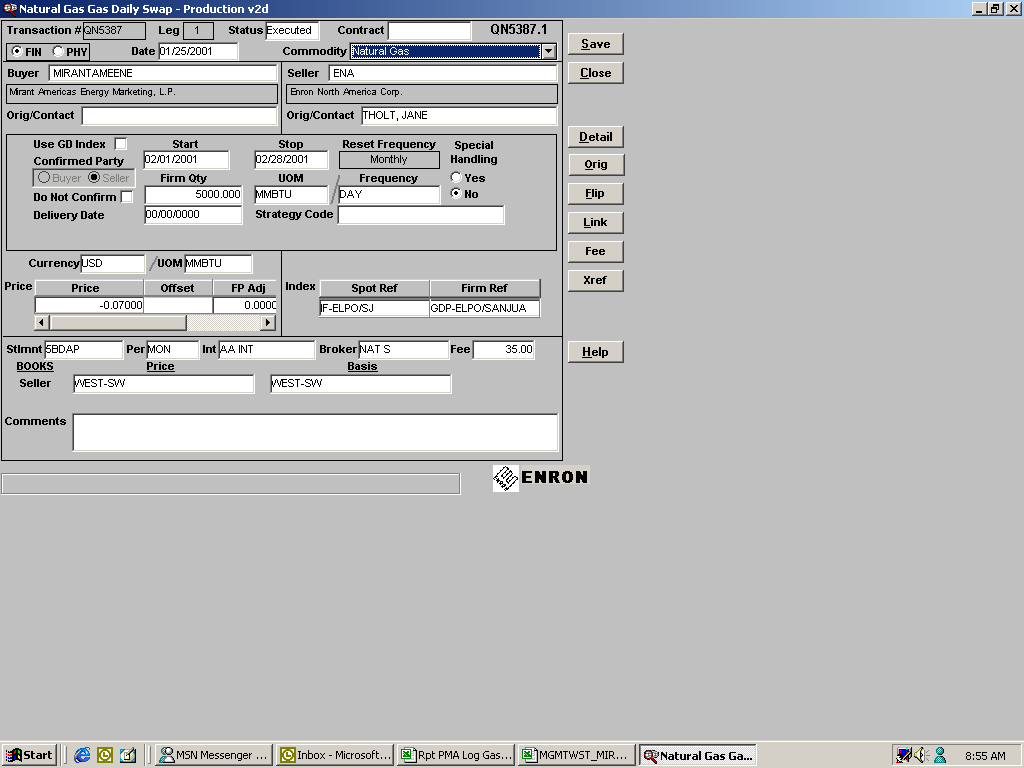 Natural Gas Gas Daily Swap - Production v2d
Transaction # QN5387 Leg 1 Status Executed Contract QN5387.1
FIN PHY Date 01/25/2001 Commodity Natural Gas
Buyer MIRANTAMEENE Seller ENA
Mirant Americas Energy Marketing, L.P. Enron North America Corp.
Orig/Contact Orig/Contact THOLT, JANE
Use GD Index Start Stop Reset Frequency Special Handling
Confirmed Party 02/01/2001 02/28/2001 Monthly
Buyer Seller Firm Qty UOM Frequency Yes
Do Not Confirm 5000.000 MMBTU / DAY No
Delivery Date 00/00/0000 Strategy Code
Currency USD / UOM MMBTU
Price Price Offset FP Adj Index Spot Ref Firm Ref
-0.07000 0.0000 IF-ELPO/SJ GDP-ELPO/SANJUA
Stlmnt 5BDAP Per MON Int AA INT Broker NAT S Fee 35.00
BOOKS Price Basis
Seller WEST-SW WEST-SW
Comments
Save
Close
Detail
Orig
Flip
Link
Fee
Xref
Help
ENRON
Start MSN Messenger ... Inbox - Microsoft... Rpt PMA Log Gas... MGMTWST_MIR... Natural Gas Ga... 8:55 AM